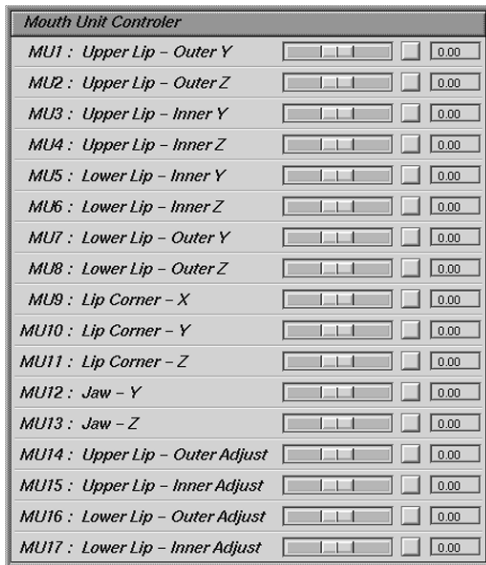 Mouth Unit Controler
MU1 : Upper Lip – Outer Y 0.00
MU2 : Upper Lip – Outer Z 0.00
MU3 : Upper Lip – Inner Y 0.00
MU4 : Upper Lip – Inner Z 0.00
MU5 : Lower Lip – Inner Y 0.00
MU6 : Lower Lip – Inner Z 0.00
MU7 : Lower Lip – Outer Y 0.00
MU8 : Lower Lip – Outer Z 0.00
MU9 : Lip Corner – X 0.00
MU10 : Lip Corner – Y 0.00
MU11 : Lip Corner – Z 0.00
MU12 : Jaw – Y 0.00
MU13 : Jaw – Z 0.00
MU14 : Upper Lip – Outer Adjust 0.00
MU15 : Upper Lip – Inner Adjust 0.00
MU16 : Lower Lip – Outer Adjust 0.00
MU17 : Lower Lip – Inner Adjust 0.00